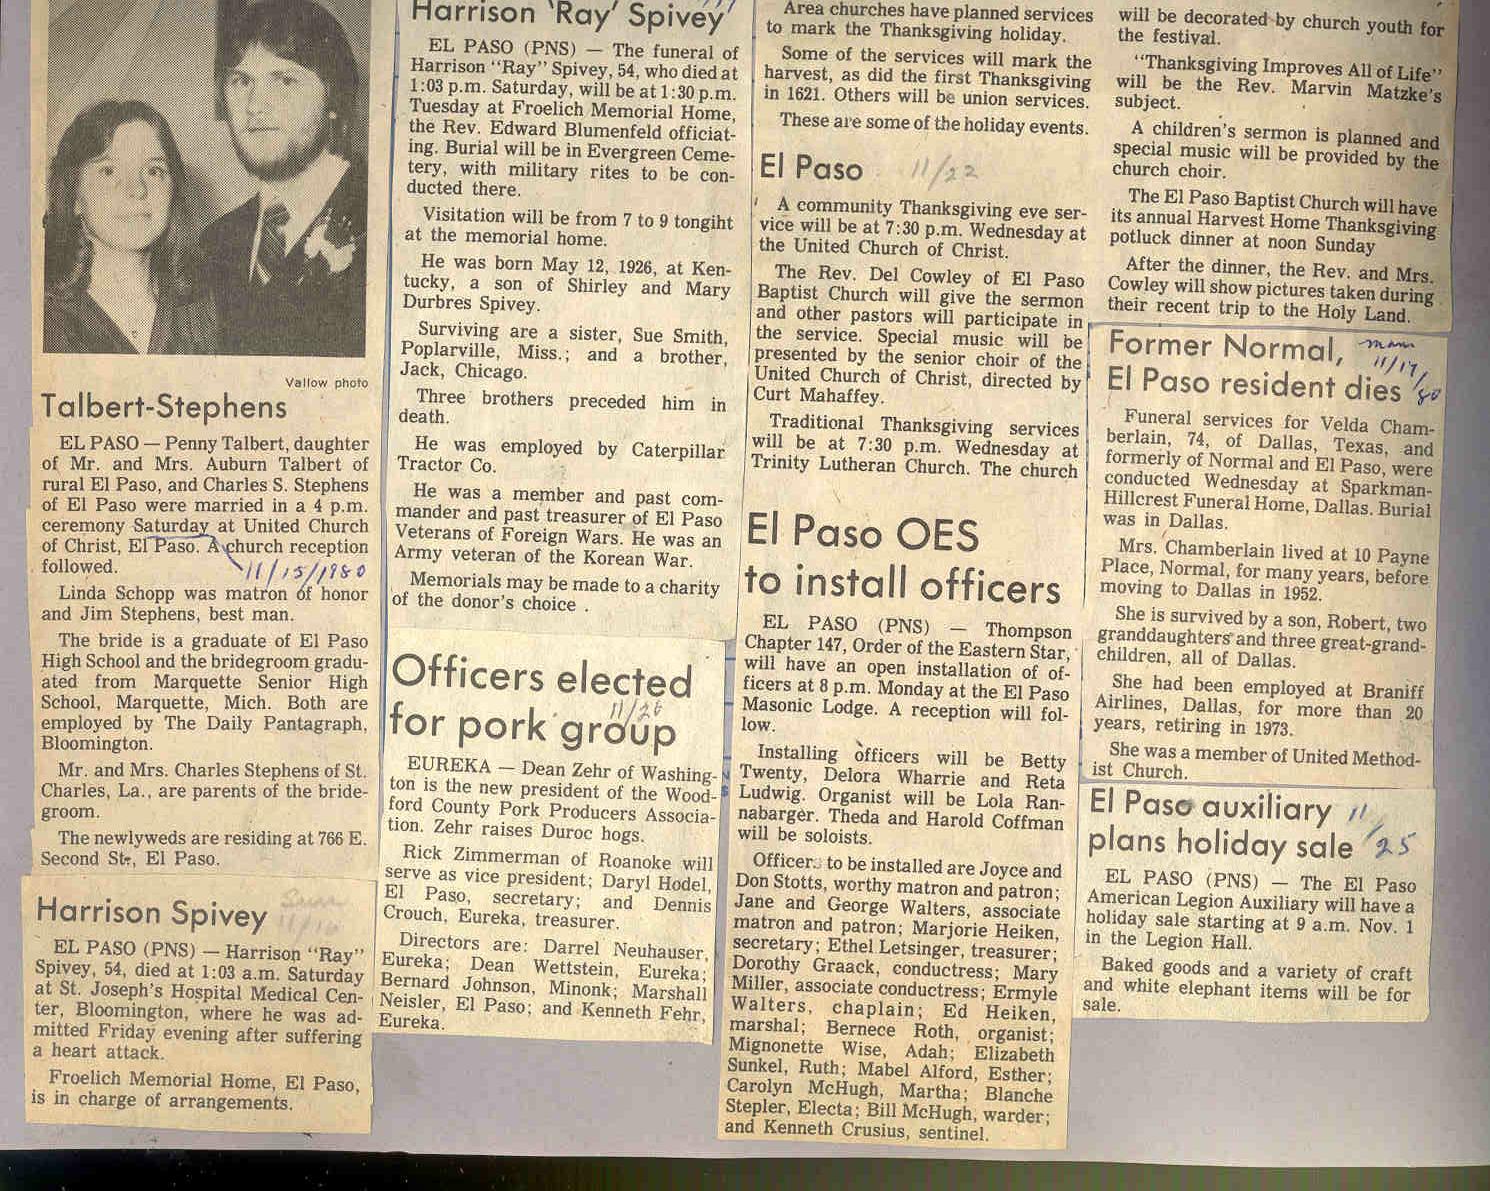 Vallow photo
Talbert-Stephens
EL PASO — Penny Talbert, daughter
of Mr. and Mrs. Auburn Talbert of
rural El Paso, and Charles S. Stephens
of El Paso were married in a 4 p.m.
ceremony Saturday at United Church
of Christ, El Paso. A church reception
followed.
11/15/1980
Linda Schopp was matron of honor
and Jim Stephens, best man.
The bride is a graduate of El Paso
High School and the bridegroom gradu-
ated from Marquette Senior High
School, Marquette, Mich. Both are
employed by The Daily Pantagraph,
Bloomington.
Mr. and Mrs. Charles Stephens of St.
Charles, La., are parents of the bride-
groom.
The newlyweds are residing at 766 E.
Second St., El Paso.
Harrison Spivey
EL PASO (PNS) — Harrison "Ray"
Spivey, 54, died at 1:03 a.m. Saturday
at St. Joseph's Hospital Medical Cen-
ter, Bloomington, where he was ad-
mitted Friday evening after suffering
a heart attack.
Froelich Memorial Home, El Paso,
is in charge of arrangements.
Harrison 'Ray' Spivey
EL PASO (PNS) — The funeral of
Harrison "Ray" Spivey, 54, who died at
1:03 p.m. Saturday, will be at 1:30 p.m.
Tuesday at Froelich Memorial Home,
the Rev. Edward Blumenfeld officiat-
ing. Burial will be in Evergreen Ceme-
tery, with military rites to be con-
ducted there.
Visitation will be from 7 to 9 tongiht
at the memorial home.
He was born May 12, 1926, at Ken-
tucky, a son of Shirley and Mary
Durbres Spivey.
Surviving are a sister, Sue Smith,
Poplarville, Miss.; and a brother,
Jack, Chicago.
Three brothers preceded him in
death.
He was employed by Caterpillar
Tractor Co.
He was a member and past com-
mander and past treasurer of El Paso
Veterans of Foreign Wars. He was an
Army veteran of the Korean War.
Memorials may be made to a charity
of the donor's choice .
Officers elected
11/26
for pork group
EUREKA — Dean Zehr of Washing-
ton is the new president of the Wood-
ford County Pork Producers Associa-
tion. Zehr raises Duroc hogs.
Rick Zimmerman of Roanoke will
serve as vice president; Daryl Hodel,
El Paso, secretary; and Dennis
Crouch, Eureka, treasurer.
Directors are: Darrel Neuhauser,
Eureka; Dean Wettstein, Eureka;
Bernard Johnson, Minonk; Marshall
Neisler, El Paso; and Kenneth Fehr,
Eureka.
Area churches have planned services
to mark the Thanksgiving holiday.
Some of the services will mark the
harvest, as did the first Thanksgiving
in 1621. Others will be union services.
These are some of the holiday events.
El Paso 11/22
A community Thanksgiving eve ser-
vice will be at 7:30 p.m. Wednesday at
the United Church of Christ.
The Rev. Del Cowley of El Paso
Baptist Church will give the sermon
and other pastors will participate in
the service. Special music will be
presented by the senior choir of the
United Church of Christ, directed by
Curt Mahaffey.
Traditional Thanksgiving services
will be at 7:30 p.m. Wednesday at
Trinity Lutheran Church. The church
El Paso OES
to install officers
EL PASO (PNS) — Thompson
Chapter 147, Order of the Eastern Star,
will have an open installation of of-
ficers at 8 p.m. Monday at the El Paso
Masonic Lodge. A reception will fol-
low.
Installing officers will be Betty
Twenty, Delora Wharrie and Reta
Ludwig. Organist will be Lola Ran-
nabarger. Theda and Harold Coffman
will be soloists.
Officers to be installed are Joyce and
Don Stotts, worthy matron and patron;
Jane and George Walters, associate
matron and patron; Marjorie Heiken,
secretary; Ethel Letsinger, treasurer;
Dorothy Graack, conductress; Mary
Miller, associate conductress; Ermyle
Walters, chaplain; Ed Heiken,
marshal; Bernece Roth, organist;
Mignonette Wise, Adah; Elizabeth
Sunkel, Ruth; Mabel Alford, Esther;
Carolyn McHugh, Martha; Blanche
Stepler, Electa; Bill McHugh, warder;
and Kenneth Crusius, sentinel.
will be decorated by church youth for
the festival.
"Thanksgiving Improves All of Life"
will be the Rev. Marvin Matzke's
subject.
A children's sermon is planned and
special music will be provided by the
church choir.
The El Paso Baptist Church will have
its annual Harvest Home Thanksgiving
potluck dinner at noon Sunday
After the dinner, the Rev. and Mrs.
Cowley will show pictures taken during
their recent trip to the Holy Land.
Former Normal,
El Paso resident dies
11/19/80
Funeral services for Velda Cham-
berlain, 74, of Dallas, Texas, and
formerly of Normal and El Paso, were
conducted Wednesday at Sparkman-
Hillcrest Funeral Home, Dallas. Burial
was in Dallas.
Mrs. Chamberlain lived at 10 Payne
Place, Normal, for many years, before
moving to Dallas in 1952.
She is survived by a son, Robert, two
granddaughters and three great-grand-
children, all of Dallas.
She had been employed at Braniff
Airlines, Dallas, for more than 20
years, retiring in 1973.
She was a member of United Method-
ist Church.
El Paso auxiliary
plans holiday sale
11/25
EL PASO (PNS) — The El Paso
American Legion Auxiliary will have a
holiday sale starting at 9 a.m. Nov. 1
in the Legion Hall.
Baked goods and a variety of craft
and white elephant items will be for
sale.